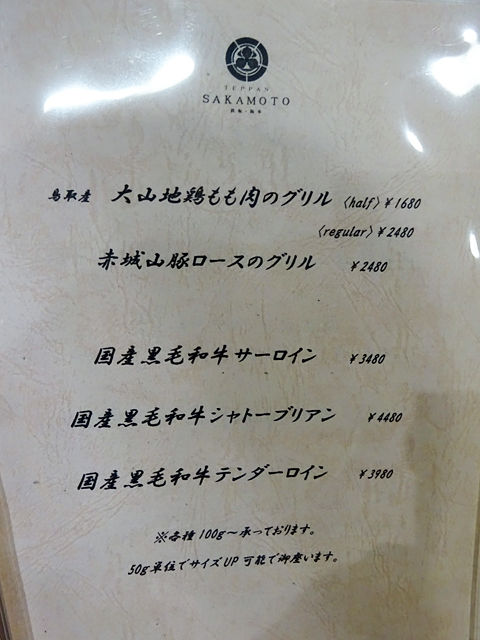 TEPPAN
SAKAMOTO
鉄板・坂本
鳥取産 大山地鶏もも肉のグリル 〈half〉¥1680
〈regular〉¥2480
赤城山豚ロースのグリル ¥2480
国産黒毛和牛サーロイン ¥3480
国産黒毛和牛シャトーブリアン ¥4480
国産黒毛和牛テンダーロイン ¥3980
※各種100g〜承っております。
50g単位でサイズUP可能で御座います。